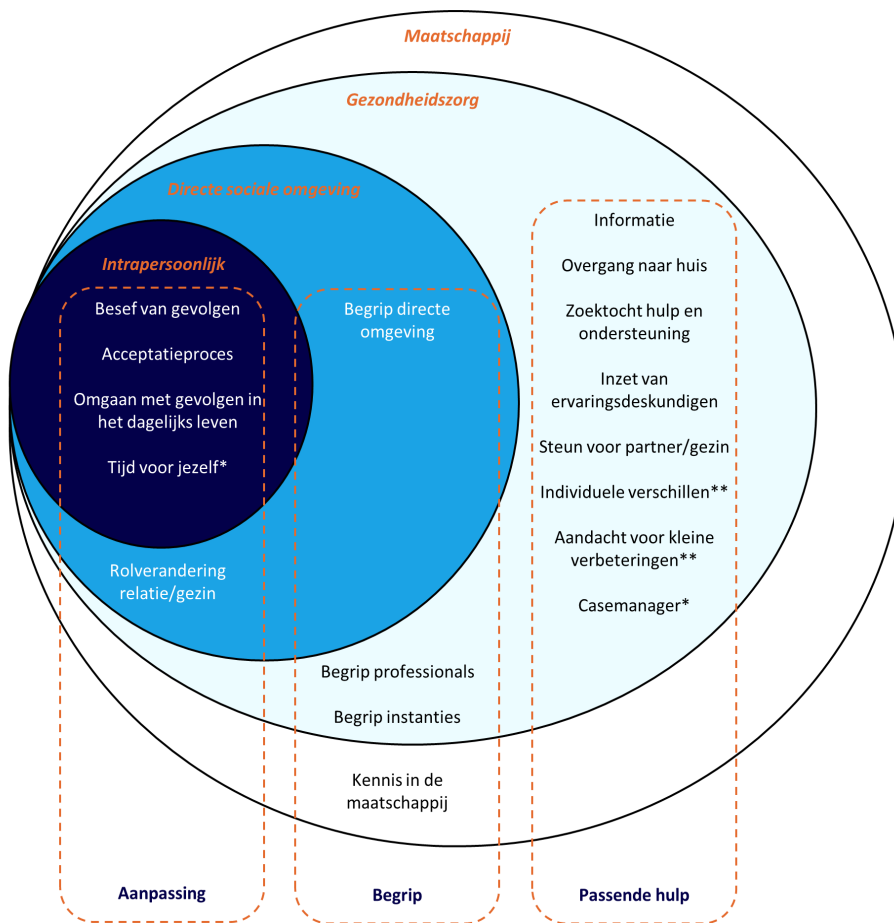 Maatschappij
Gezondheidszorg
Directe sociale omgeving
Intrapersoonlijk
Besef van gevolgen
Acceptatieproces
Omgaan met gevolgen in
het dagelijks leven
Tijd voor jezelf*
Rolverandering
relatie/gezin
Begrip directe
omgeving
Begrip professionals
Begrip instanties
Kennis in de
maatschappij
Informatie
Overgang naar huis
Zoektocht hulp en
ondersteuning
Inzet van
ervaringsdeskundigen
Steun voor partner/gezin
Individuele verschillen**
Aandacht voor kleine
verbeteringen**
Casemanager*
Aanpassing
Begrip
Passende hulp